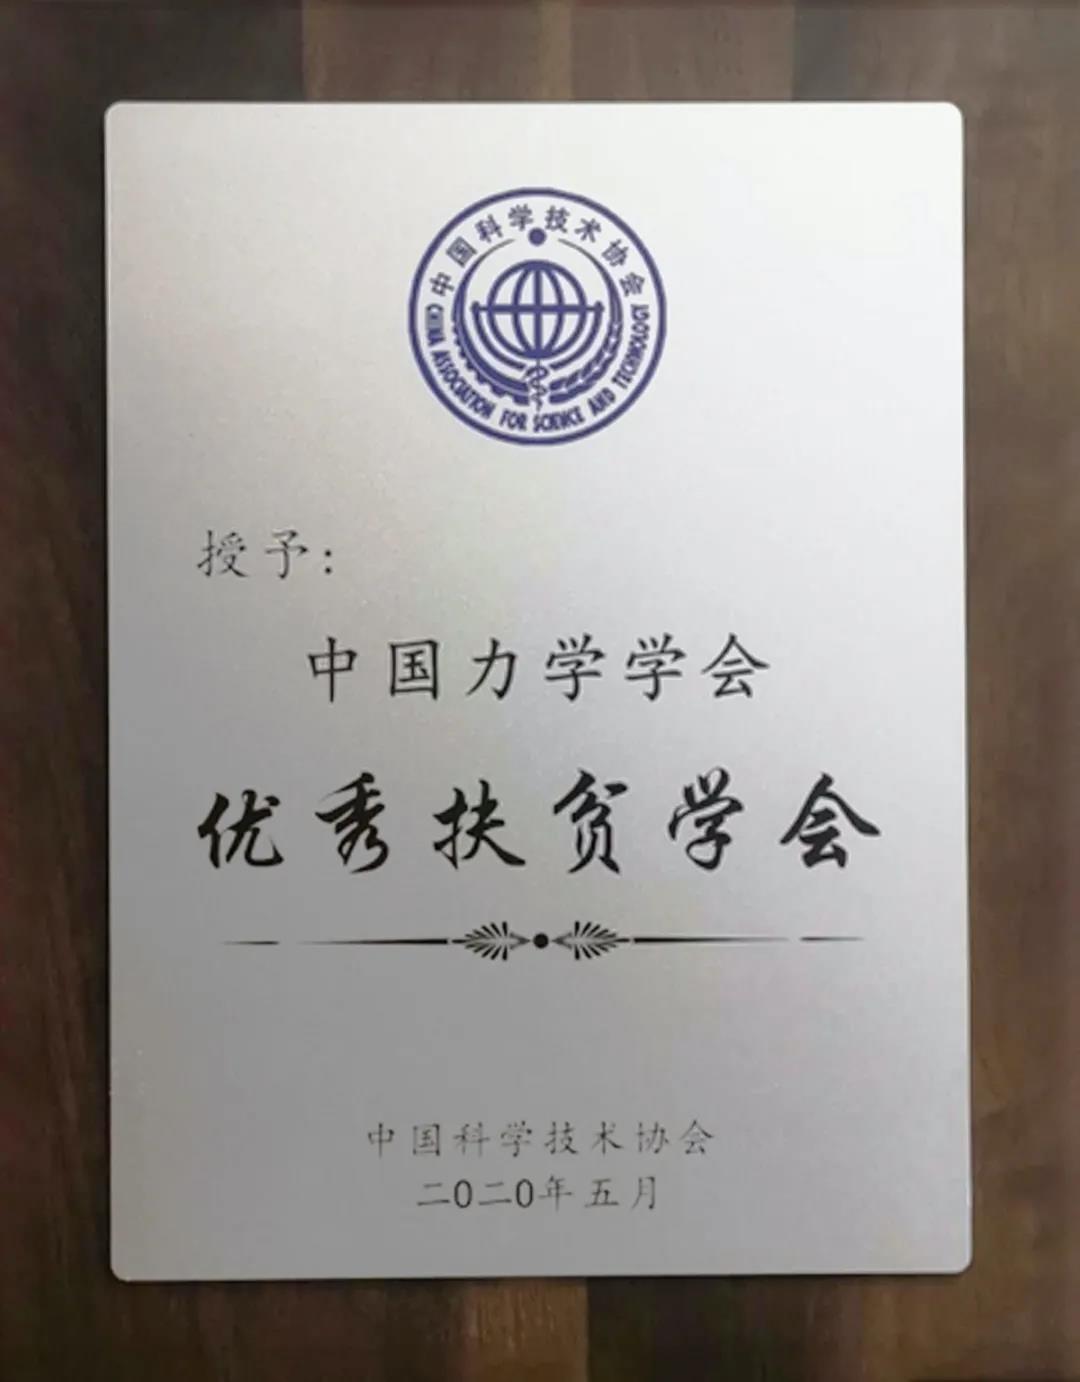 中国科学技术协会
CHINA ASSOCIATION FOR SCIENCE AND TECHNOLOGY
授予:
中国力学学会
优秀扶贫学会
中国科学技术协会
二0二0年五月